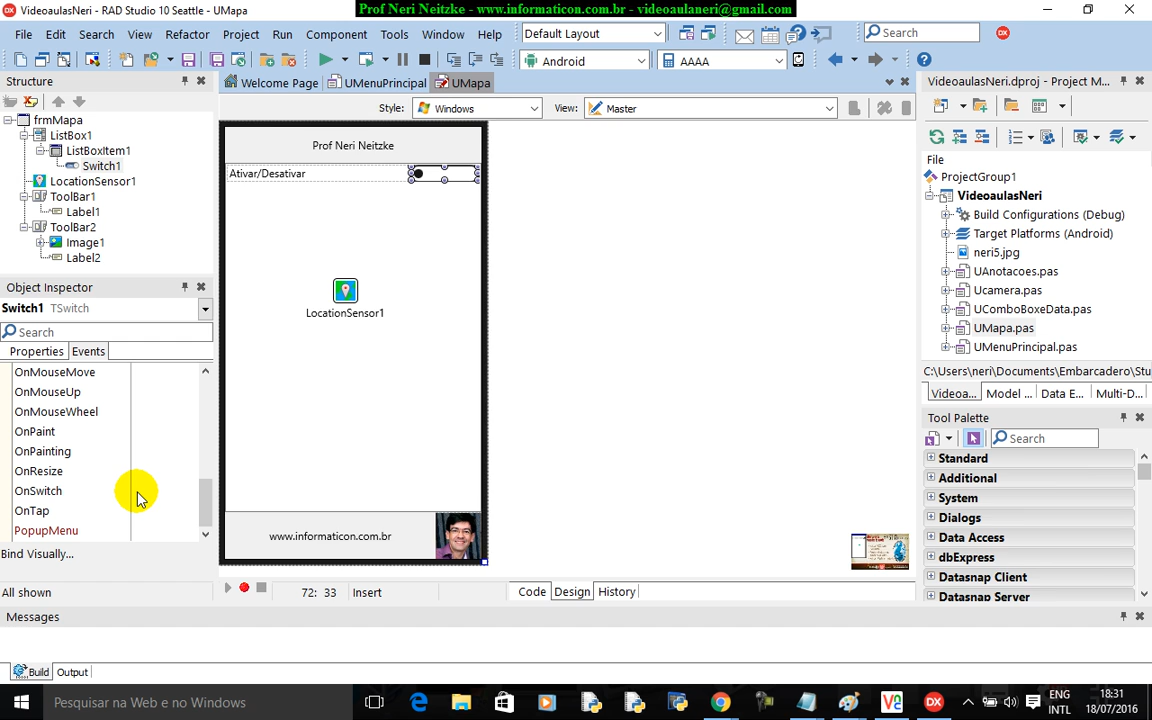 Prof Neri Neitzke - www.informaticon.com.br - videoaulaneri@gmail.com
VideoaulasNeri - RAD Studio 10 Seattle - UMapa
File Edit Search View Refactor Project Run Component Tools Window Help
Default Layout
Search
Android
AAAA
Structure
Welcome Page UMenuPrincipal UMapa
VideoaulasNeri.dproj - Project M...
Style: Windows View: Master
frmMapa
ListBox1
ListBoxItem1
Switch1
LocationSensor1
ToolBar1
Label1
ToolBar2
Image1
Label2
Prof Neri Neitzke
Ativar/Desativar
LocationSensor1
www.informaticon.com.br
File
ProjectGroup1
VideoaulasNeri
Build Configurations (Debug)
Target Platforms (Android)
neri5.jpg
UAnotacoes.pas
Ucamera.pas
UComboBoxeData.pas
UMapa.pas
UMenuPrincipal.pas
C:\Users\neri\Documents\Embarcadero\Stu
Videoa... Model ... Data E... Multi-D...
Object Inspector
Switch1 TSwitch
Search
Properties Events
OnMouseMove
OnMouseUp
OnMouseWheel
OnPaint
OnPainting
OnResize
OnSwitch
OnTap
PopupMenu
Bind Visually...
All shown
Tool Palette
Search
Standard
Additional
System
Dialogs
Data Access
dbExpress
Datasnap Client
Datasnap Server
72: 33 Insert
Code Design History
Messages
Build Output
Pesquisar na Web e no Windows
ENG
INTL
18:31
18/07/2016